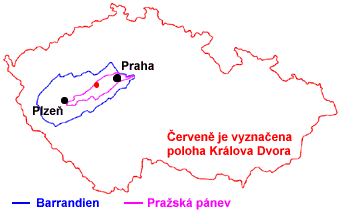 Praha
Plzeň
Červeně je vyznačena
poloha Králova Dvora
Barrandien
Pražská pánev